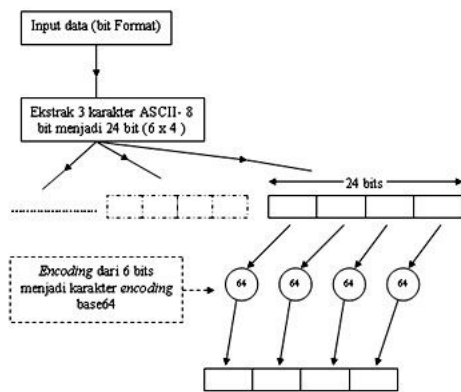 Input data (bit Format)
Ekstrak 3 karakter ASCII- 8
bit menjadi 24 bit (6 x 4 )
24 bits
Encoding dari 6 bits
menjadi karakter encoding
base64
64
64
64
64